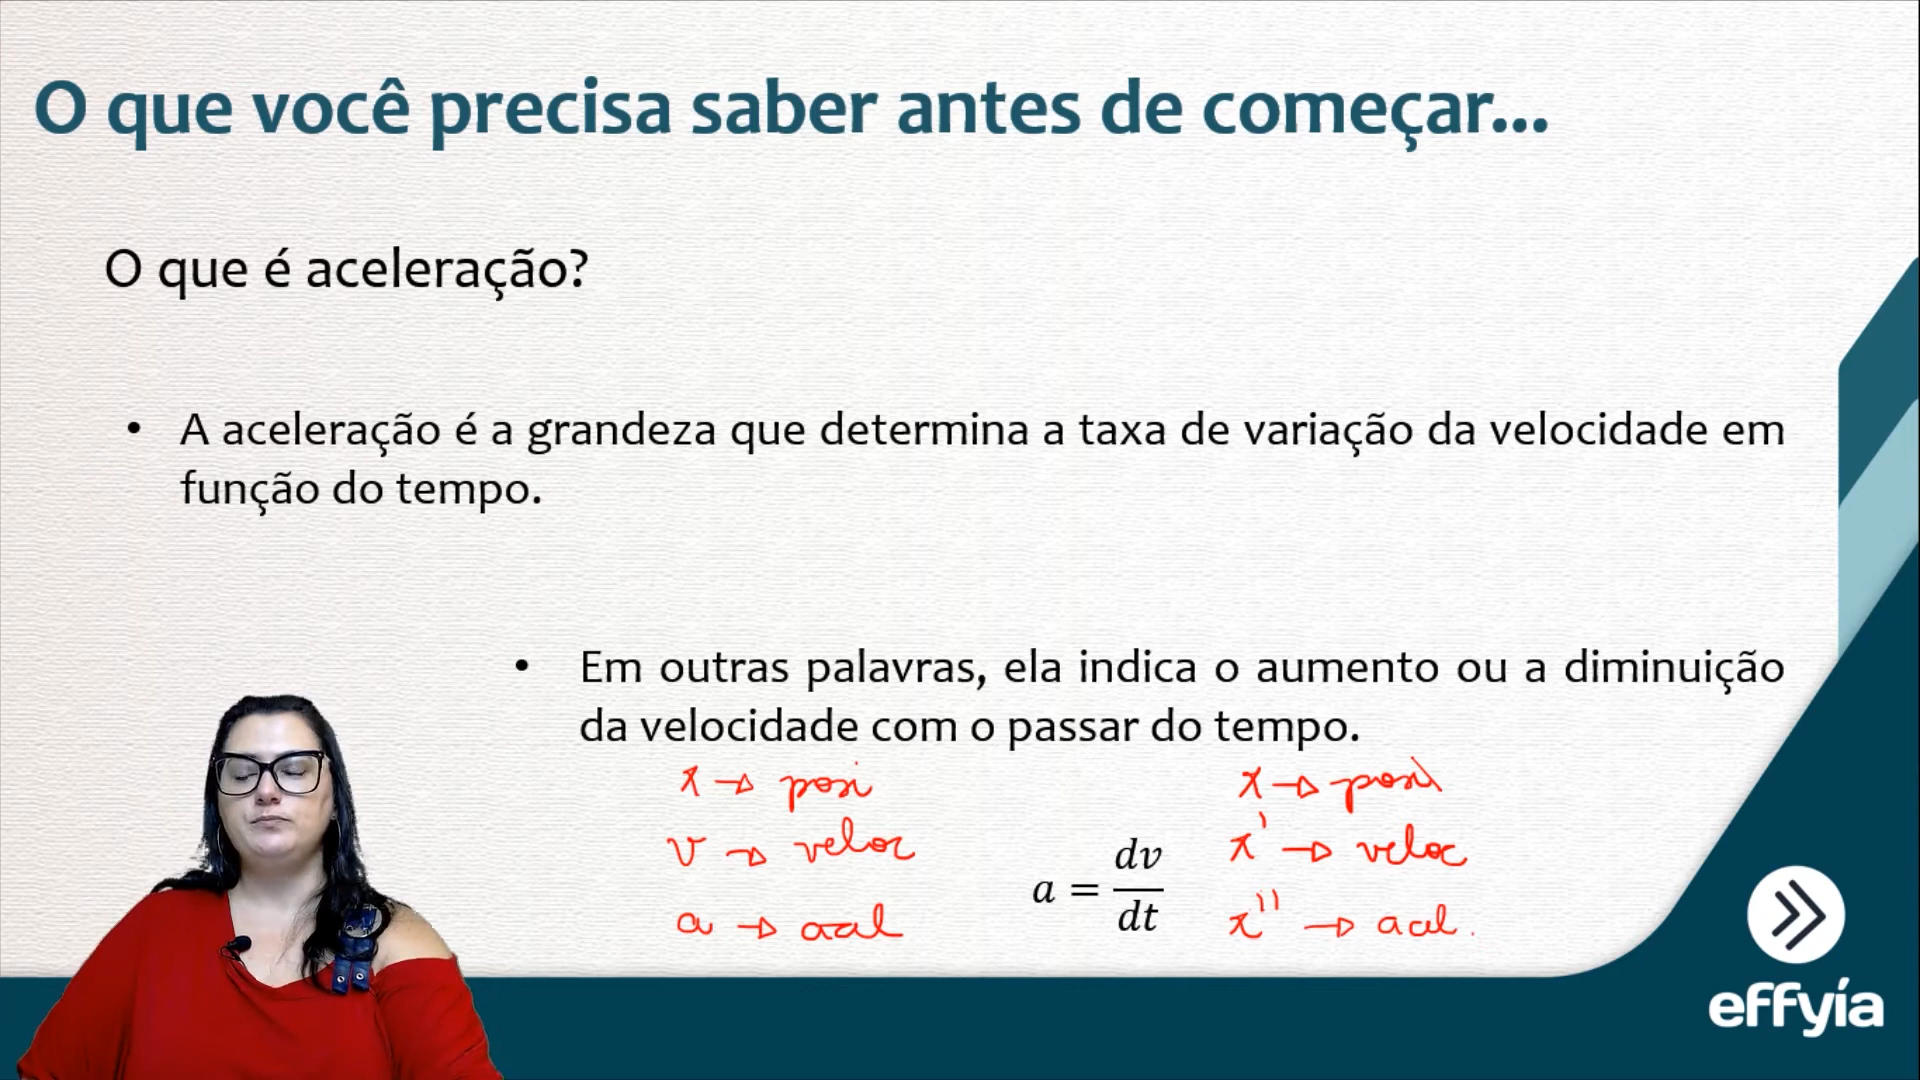 O que você precisa saber antes de começar...
O que é aceleração?
• A aceleração é a grandeza que determina a taxa de variação da velocidade em
função do tempo.
• Em outras palavras, ela indica o aumento ou a diminuição
da velocidade com o passar do tempo.
x → posi
v → veloc
a → acel
a = dv/dt
x → posi
x' → veloc
x'' → acel.
effyía